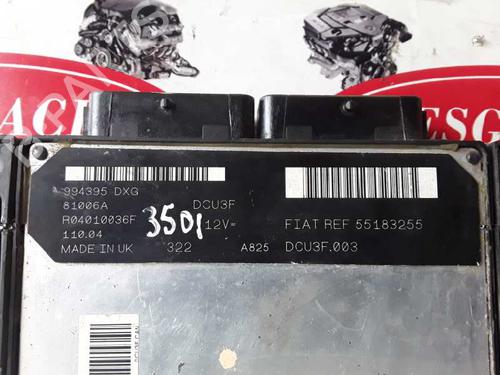 994395 DXG
81006A DCU3F
R04010036F 3501 12V= FIAT REF 55183255
110.04
MADE IN UK 322 A825 DCU3F.003